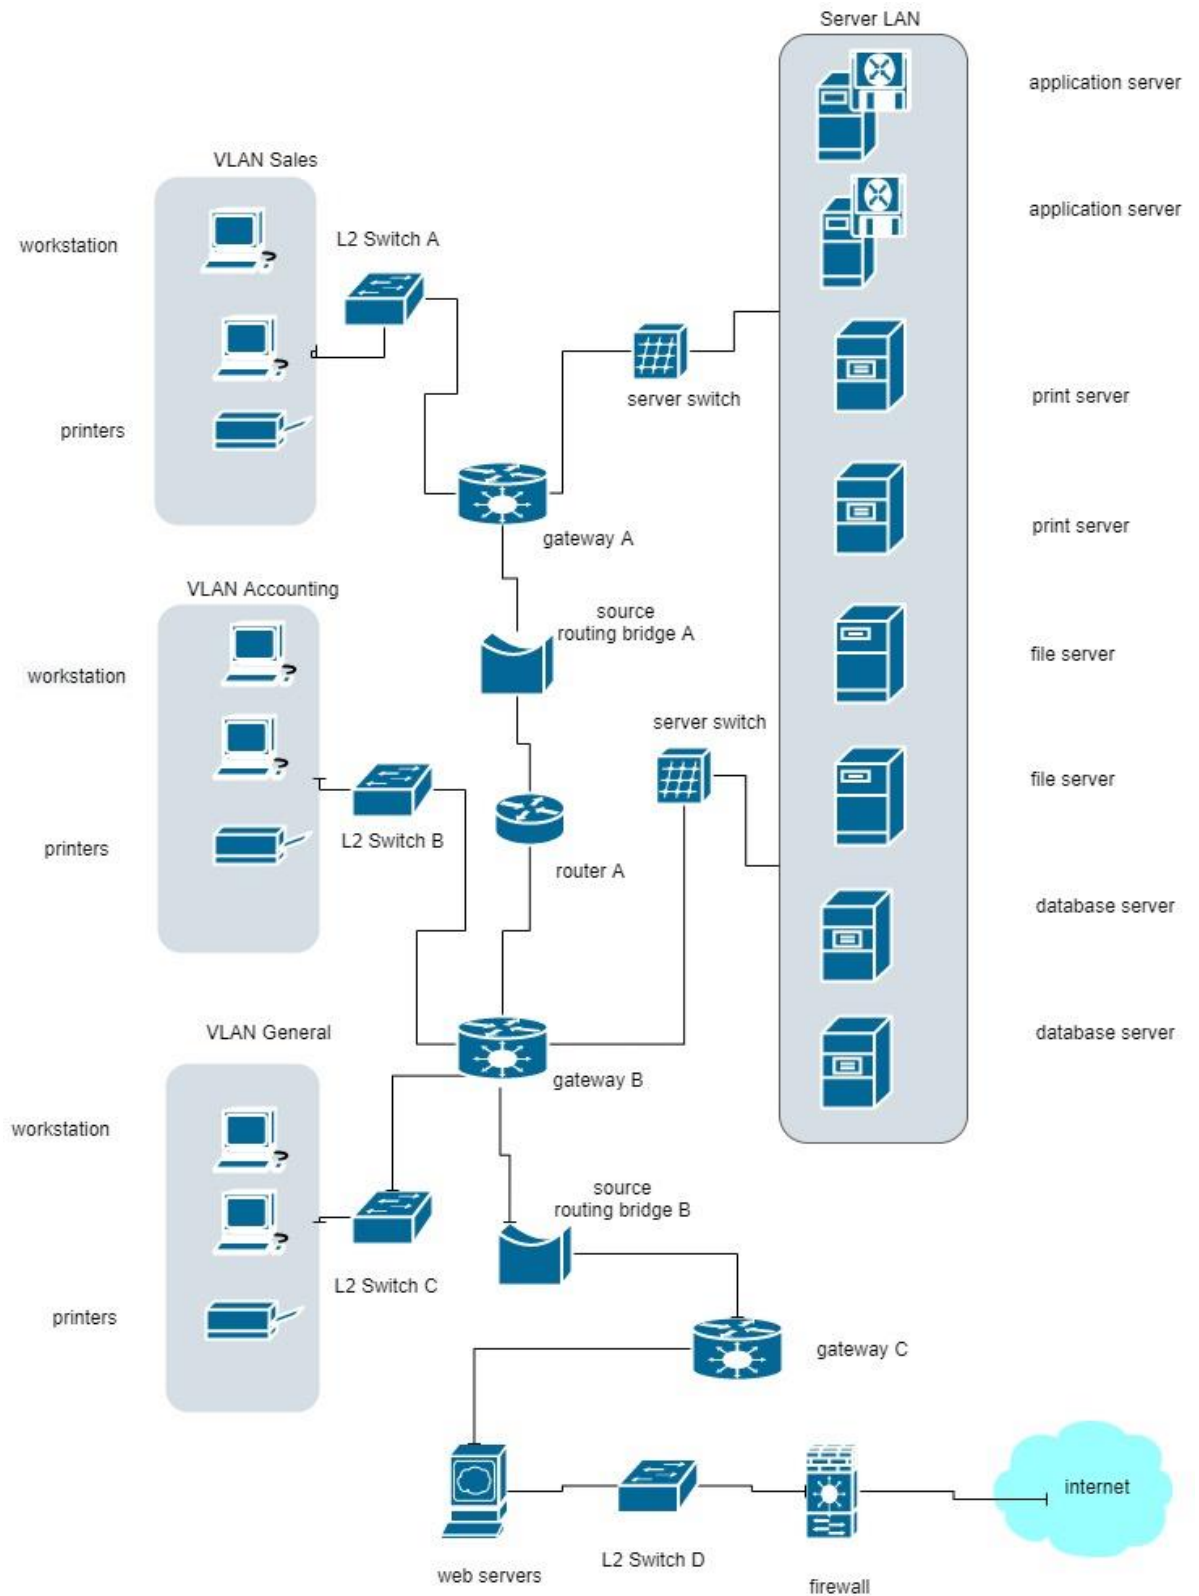 Server LAN
application server
VLAN Sales
application server
workstation
L2 Switch A
server switch
print server
printers
print server
gateway A
VLAN Accounting
source
routing bridge A
file server
workstation
server switch
file server
L2 Switch B
printers
router A
database server
VLAN General
database server
gateway B
workstation
source
routing bridge B
L2 Switch C
printers
gateway C
internet
L2 Switch D
web servers
firewall